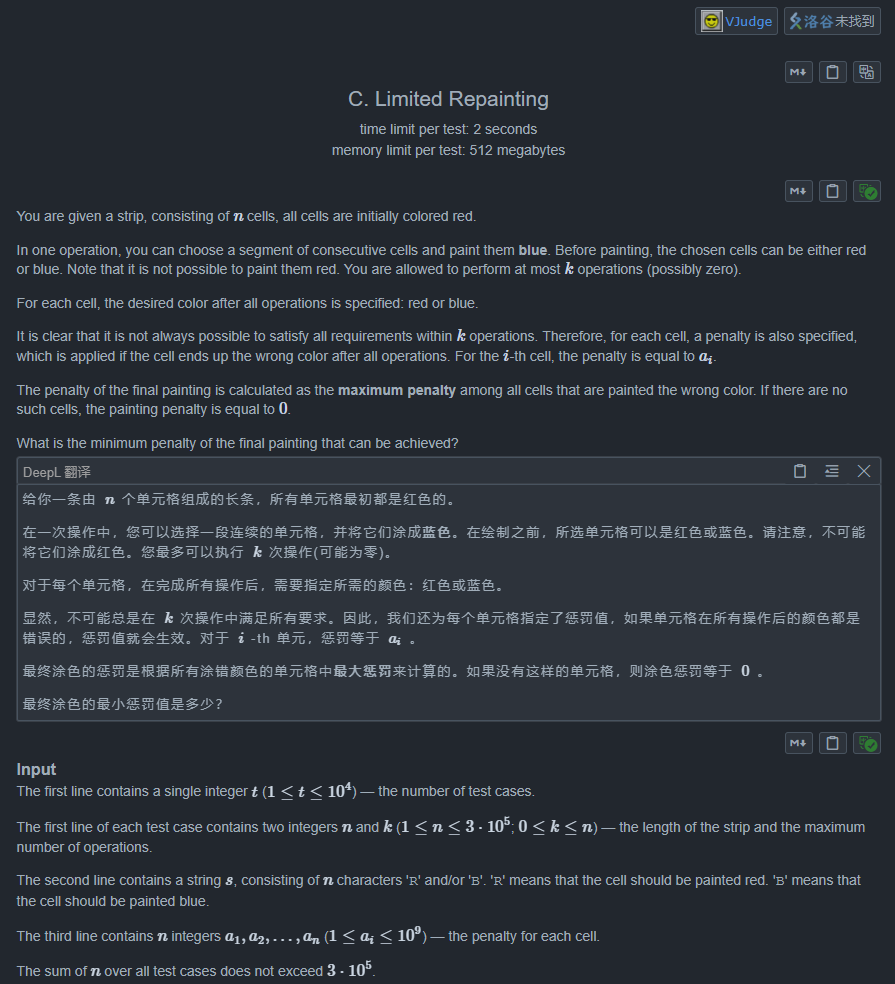 VJudge
洛谷未找到
M↓
C. Limited Repainting
time limit per test: 2 seconds
memory limit per test: 512 megabytes
M↓
You are given a strip, consisting of n cells, all cells are initially colored red.
In one operation, you can choose a segment of consecutive cells and paint them blue. Before painting, the chosen cells can be either red
or blue. Note that it is not possible to paint them red. You are allowed to perform at most k operations (possibly zero).
For each cell, the desired color after all operations is specified: red or blue.
It is clear that it is not always possible to satisfy all requirements within k operations. Therefore, for each cell, a penalty is also specified,
which is applied if the cell ends up the wrong color after all operations. For the i-th cell, the penalty is equal to aᵢ.
The penalty of the final painting is calculated as the maximum penalty among all cells that are painted the wrong color. If there are no
such cells, the painting penalty is equal to 0.
What is the minimum penalty of the final painting that can be achieved?
DeepL 翻译
给你一条由 n 个单元格组成的长条，所有单元格最初都是红色的。
在一次操作中，您可以选择一段连续的单元格，并将它们涂成蓝色。在绘制之前，所选单元格可以是红色或蓝色。请注意，不可能
将它们涂成红色。您最多可以执行 k 次操作(可能为零)。
对于每个单元格，在完成所有操作后，需要指定所需的颜色：红色或蓝色。
显然，不可能总是在 k 次操作中满足所有要求。因此，我们还为每个单元格指定了惩罚值，如果单元格在所有操作后的颜色都是
错误的，惩罚值就会生效。对于 i -th 单元，惩罚等于 aᵢ 。
最终涂色的惩罚是根据所有涂错颜色的单元格中最大惩罚来计算的。如果没有这样的单元格，则涂色惩罚等于 0 。
最终涂色的最小惩罚值是多少？
M↓
Input
The first line contains a single integer t (1 ≤ t ≤ 10⁴) — the number of test cases.
The first line of each test case contains two integers n and k (1 ≤ n ≤ 3 · 10⁵; 0 ≤ k ≤ n) — the length of the strip and the maximum
number of operations.
The second line contains a string s, consisting of n characters 'R' and/or 'B'. 'R' means that the cell should be painted red. 'B' means that
the cell should be painted blue.
The third line contains n integers a₁, a₂, . . . , aₙ (1 ≤ aᵢ ≤ 10⁹) — the penalty for each cell.
The sum of n over all test cases does not exceed 3 · 10⁵.